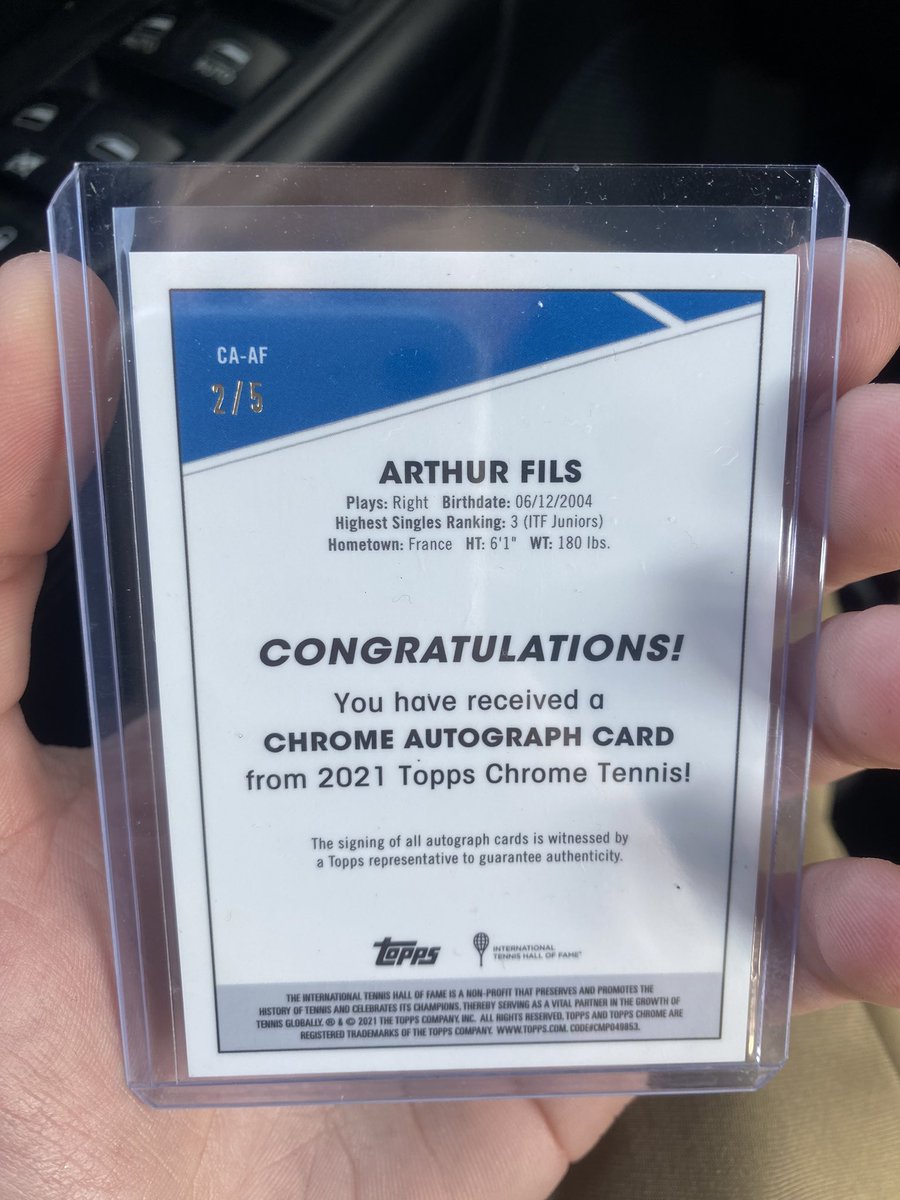 AUTO
CA-AF
2/5
ARTHUR FILS
Plays: Right Birthdate: 06/12/2004
Highest Singles Ranking: 3 (ITF Juniors)
Hometown: France HT: 6'1" WT: 180 lbs.
CONGRATULATIONS!
You have received a
CHROME AUTOGRAPH CARD
from 2021 Topps Chrome Tennis!
The signing of all autograph cards is witnessed by
a Topps representative to guarantee authenticity.
topps
INTERNATIONAL
TENNIS HALL OF FAME®
THE INTERNATIONAL TENNIS HALL OF FAME IS A NON-PROFIT THAT PRESERVES AND PROMOTES THE
HISTORY OF TENNIS AND CELEBRATES ITS CHAMPIONS, THEREBY SERVING AS A VITAL PARTNER IN THE GROWTH OF
TENNIS GLOBALLY. ® & © 2021 THE TOPPS COMPANY, INC. ALL RIGHTS RESERVED. TOPPS AND TOPPS CHROME ARE
REGISTERED TRADEMARKS OF THE TOPPS COMPANY. WWW.TOPPS.COM. CODE#CMP049853.